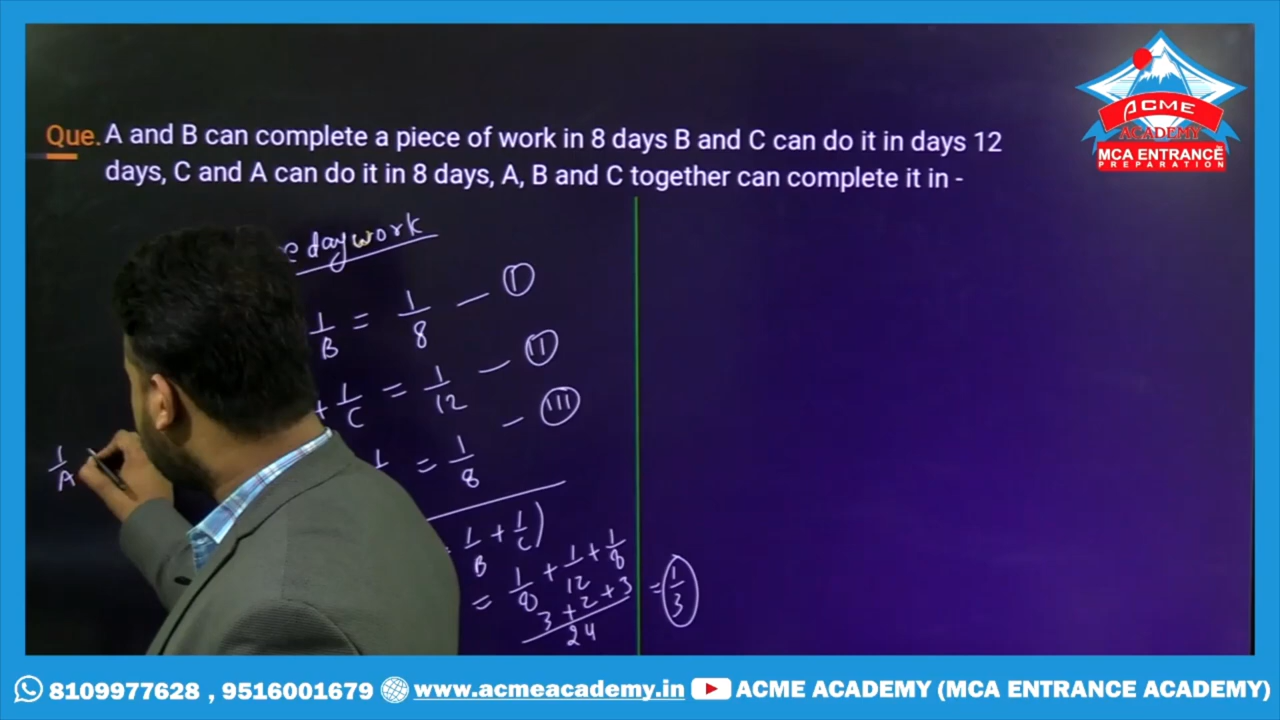 ACME
ACADEMY
MCA ENTRANCE
PREPARATION
Que. A and B can complete a piece of work in 8 days B and C can do it in days 12
days, C and A can do it in 8 days, A, B and C together can complete it in -
e day work
1/B = 1/8 — I
+ 1/C = 1/12 — II
1 = 1/8 — III
1/A
1/B + 1/C)
= 1/8 + 1/12 + 1/8
3+2+3/24 = 1/3
8109977628 , 9516001679 www.acmeacademy.in ACME ACADEMY (MCA ENTRANCE ACADEMY)